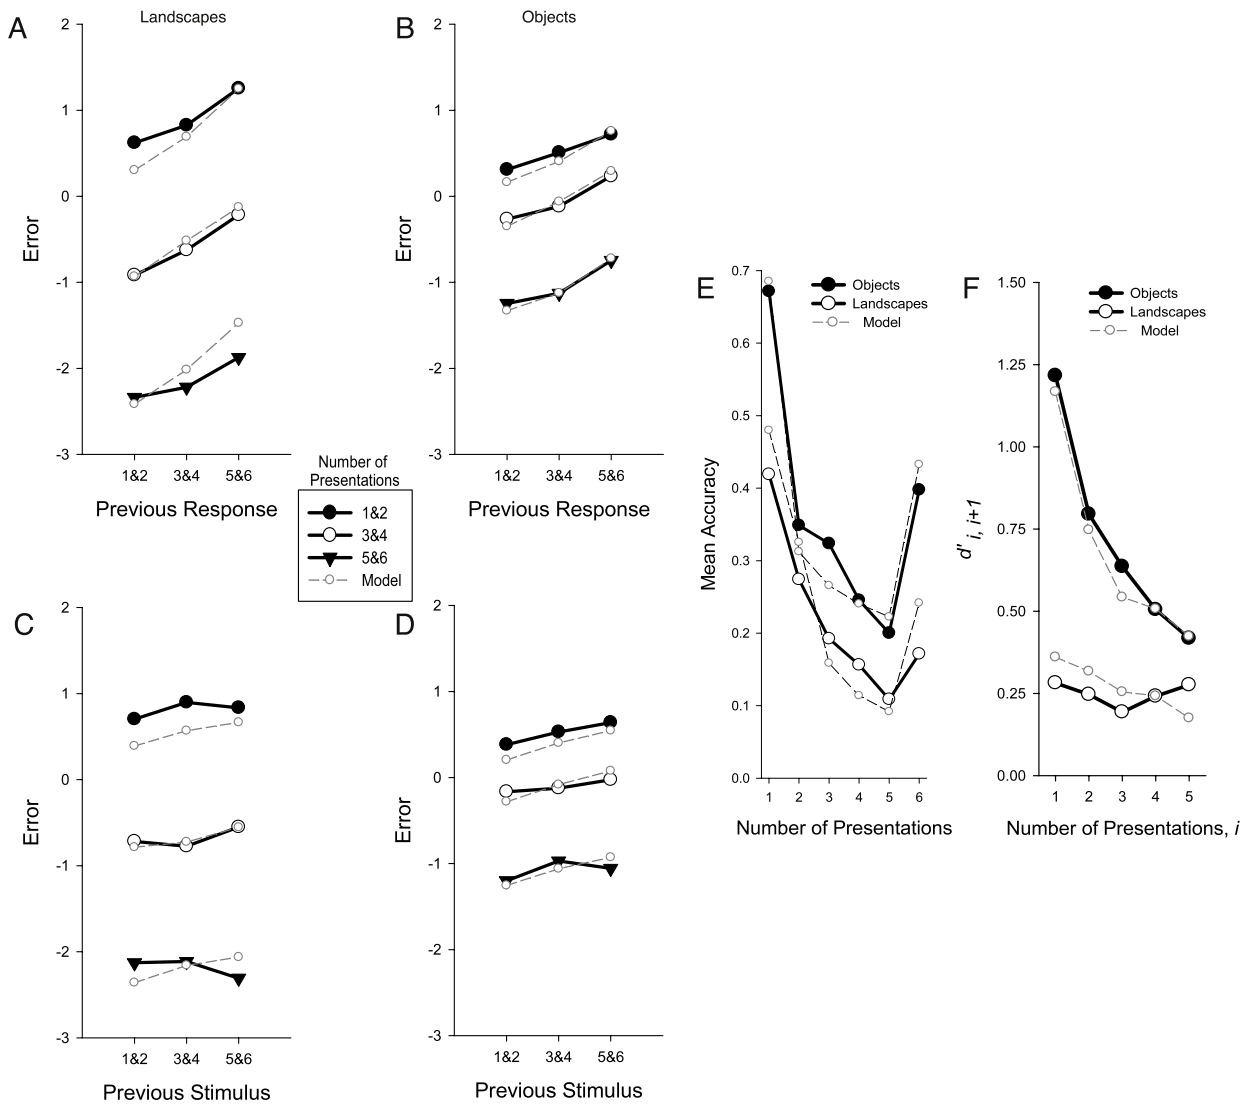 A
Landscapes
2
1
0
-1
-2
-3
Error
1&2 3&4 5&6
Previous Response
B
Objects
2
1
0
-1
-2
-3
Error
1&2 3&4 5&6
Previous Response
Number of
Presentations
1&2
3&4
5&6
Model
C
2
1
0
-1
-2
-3
Error
1&2 3&4 5&6
Previous Stimulus
D
2
1
0
-1
-2
-3
Error
1&2 3&4 5&6
Previous Stimulus
E
Objects
Landscapes
Model
0.7
0.6
0.5
0.4
0.3
0.2
0.1
0.0
Mean Accuracy
1 2 3 4 5 6
Number of Presentations
F
Objects
Landscapes
Model
1.50
1.25
1.00
0.75
0.50
0.25
0.00
d' i, i+1
1 2 3 4 5
Number of Presentations, i